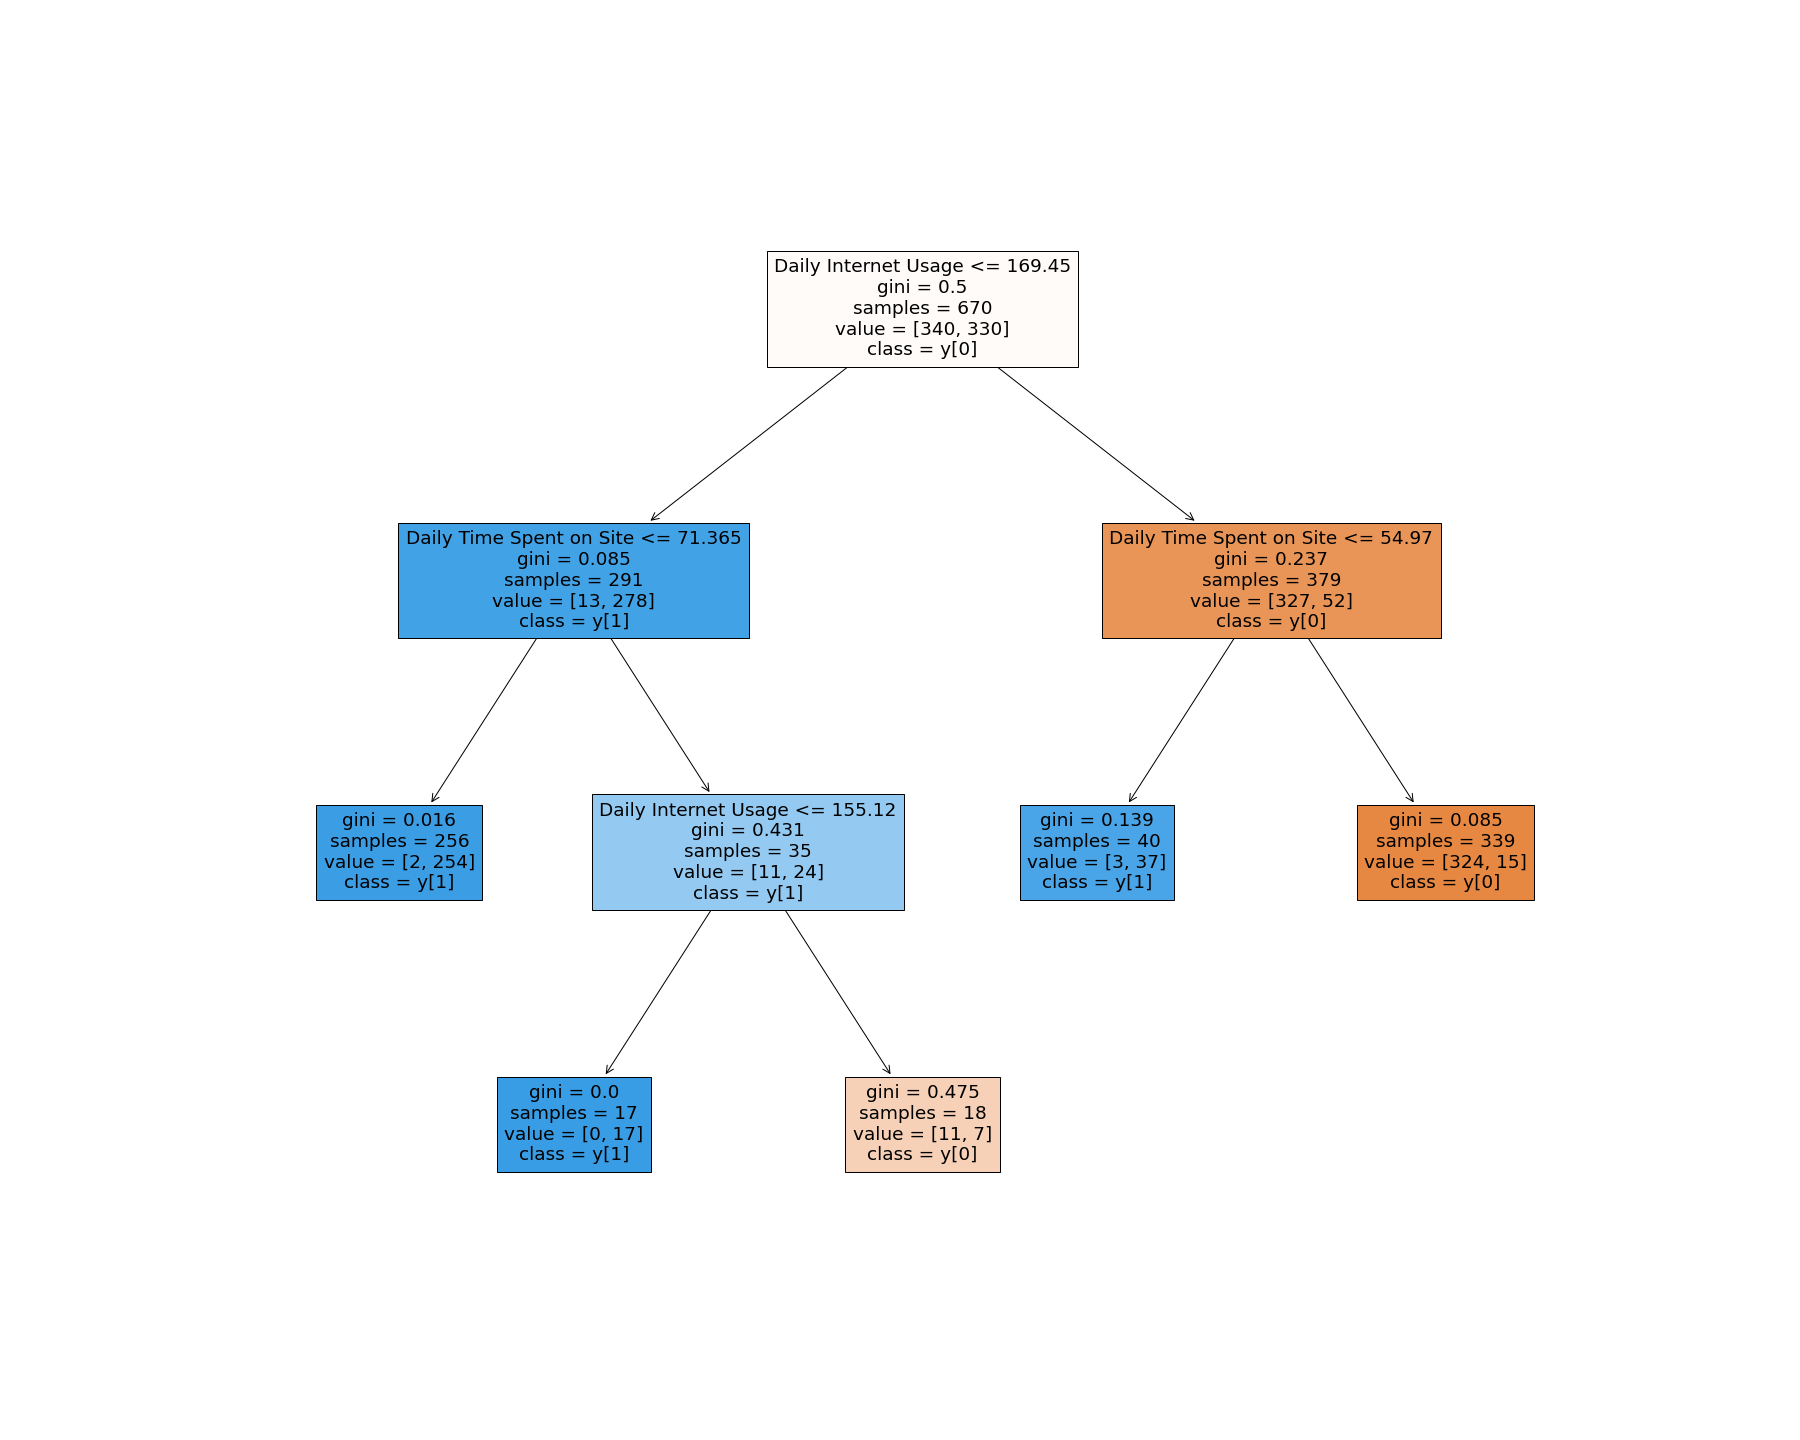 Daily Internet Usage <= 169.45
gini = 0.5
samples = 670
value = [340, 330]
class = y[0]
Daily Time Spent on Site <= 71.365
gini = 0.085
samples = 291
value = [13, 278]
class = y[1]
Daily Time Spent on Site <= 54.97
gini = 0.237
samples = 379
value = [327, 52]
class = y[0]
gini = 0.016
samples = 256
value = [2, 254]
class = y[1]
Daily Internet Usage <= 155.12
gini = 0.431
samples = 35
value = [11, 24]
class = y[1]
gini = 0.139
samples = 40
value = [3, 37]
class = y[1]
gini = 0.085
samples = 339
value = [324, 15]
class = y[0]
gini = 0.0
samples = 17
value = [0, 17]
class = y[1]
gini = 0.475
samples = 18
value = [11, 7]
class = y[0]